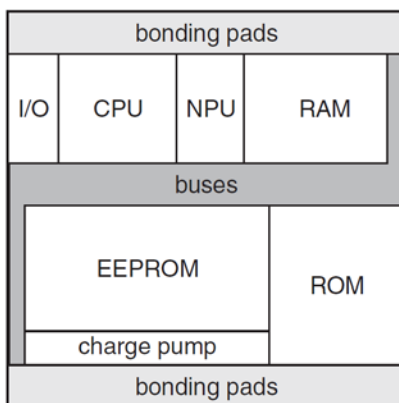 bonding pads
I/O CPU NPU RAM
buses
EEPROM
ROM
charge pump
bonding pads